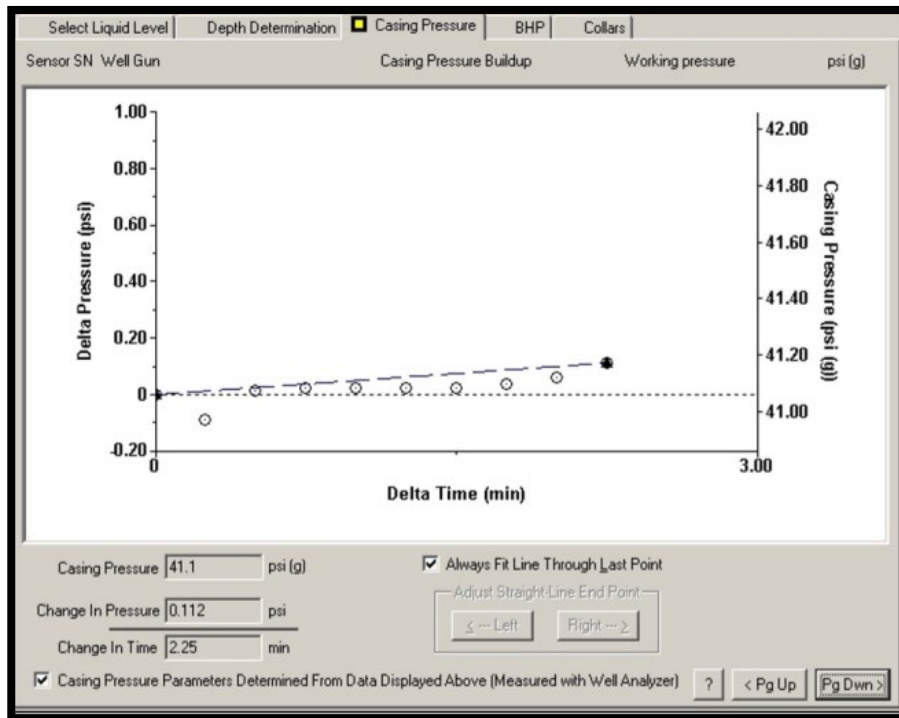 Select Liquid Level Depth Determination Casing Pressure BHP Collars
Sensor SN Well Gun Casing Pressure Buildup Working pressure psi (g)
1.00
0.80
0.60
0.40
0.20
0
-0.20
Delta Pressure (psi)
42.00
41.80
41.60
41.40
41.20
41.00
Casing Pressure (psi (g))
0 3.00
Delta Time (min)
Casing Pressure 41.1 psi (g)
Change In Pressure 0.112 psi
Change In Time 2.25 min
Always Fit Line Through Last Point
Adjust Straight-Line End Point
< --- Left Right --- >
Casing Pressure Parameters Determined From Data Displayed Above (Measured with Well Analyzer)
? < Pg Up Pg Dwn >